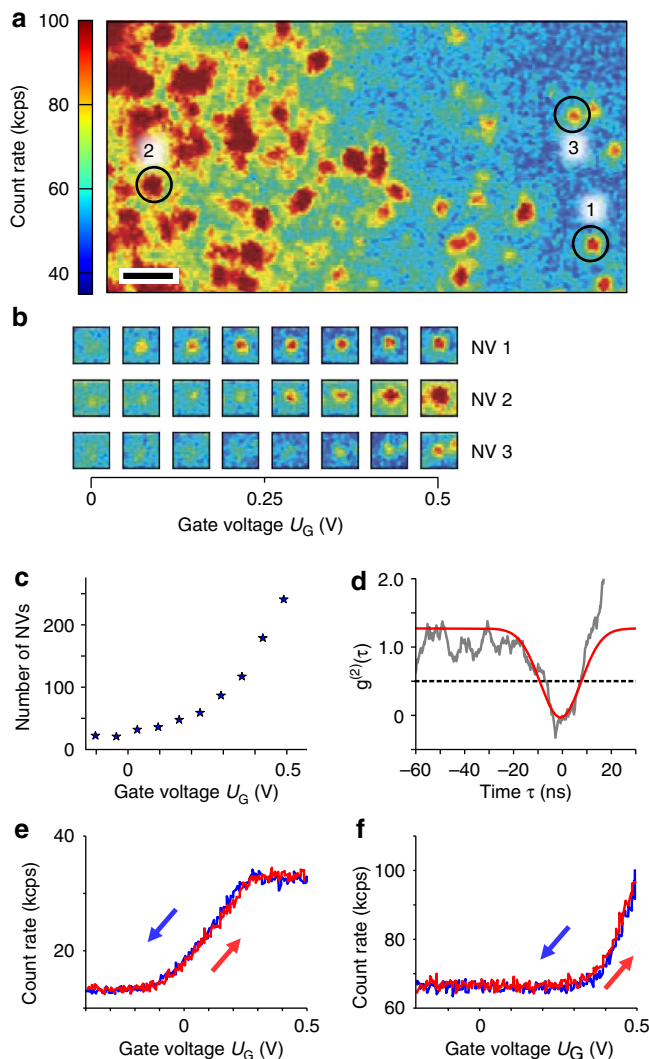 a
100
80
60
40
Count rate (kcps)
2
3
1
b
NV 1
NV 2
NV 3
0 0.25 0.5
Gate voltage U_G (V)
c
200
100
0
Number of NVs
0 0.5
Gate voltage U_G (V)
d
2.0
1.0
0
g^(2)(τ)
−60 −40 −20 0 20
Time τ (ns)
e
40
20
Count rate (kcps)
0 0.5
Gate voltage U_G (V)
f
100
80
60
Count rate (kcps)
0 0.5
Gate voltage U_G (V)